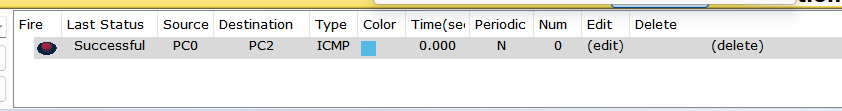 Fire Last Status Source Destination Type Color Time(sec Periodic Num Edit Delete
Successful PC0 PC2 ICMP 0.000 N 0 (edit) (delete)